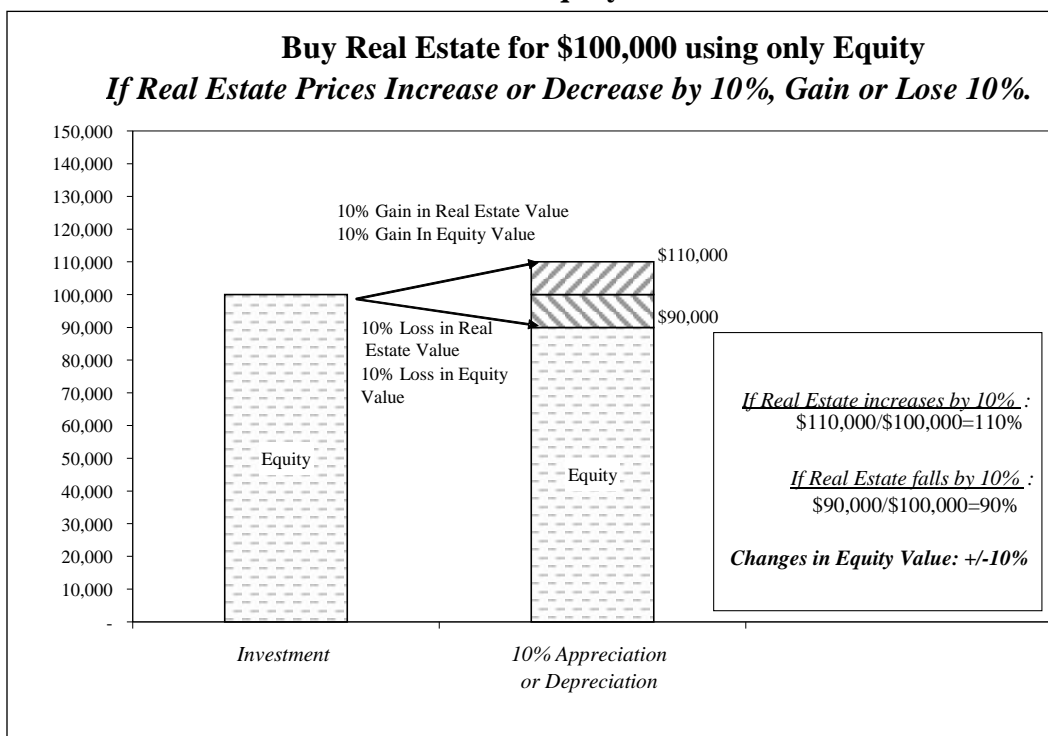 Buy Real Estate for $100,000 using only Equity
If Real Estate Prices Increase or Decrease by 10%, Gain or Lose 10%.
150,000
140,000
130,000
120,000
110,000
100,000
90,000
80,000
70,000
60,000
50,000
40,000
30,000
20,000
10,000
-
10% Gain in Real Estate Value
10% Gain In Equity Value
$110,000
$90,000
10% Loss in Real
Estate Value
10% Loss in Equity
Value
Equity
Equity
If Real Estate increases by 10% :
$110,000/$100,000=110%
If Real Estate falls by 10% :
$90,000/$100,000=90%
Changes in Equity Value: +/-10%
Investment
10% Appreciation
or Depreciation